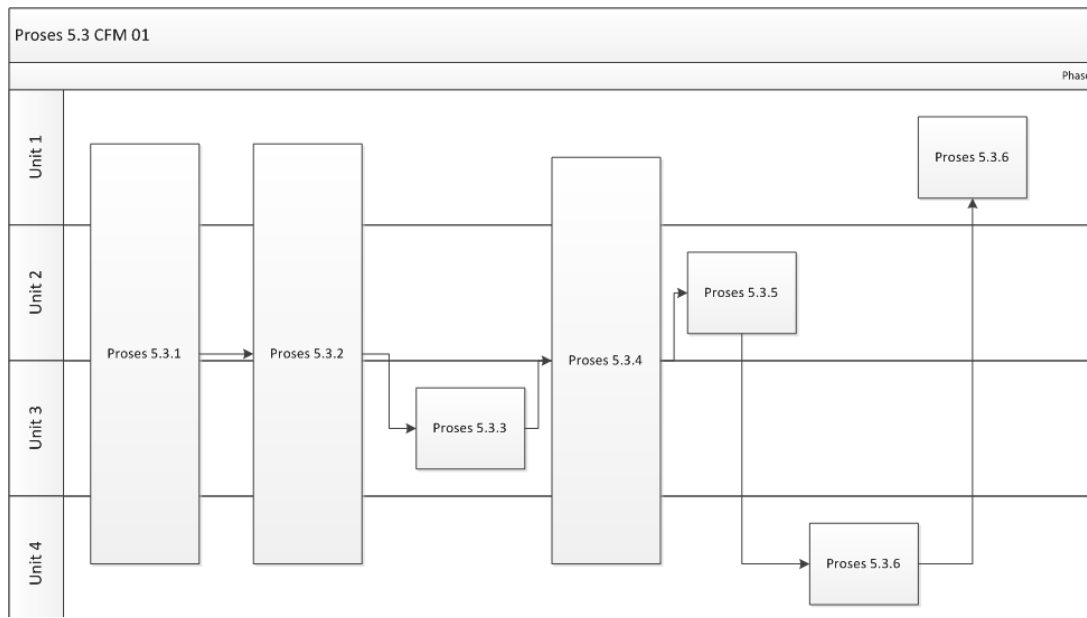 Proses 5.3 CFM 01
Phase
Unit 1
Proses 5.3.6
Unit 2
Proses 5.3.5
Proses 5.3.1
Proses 5.3.2
Proses 5.3.4
Unit 3
Proses 5.3.3
Unit 4
Proses 5.3.6